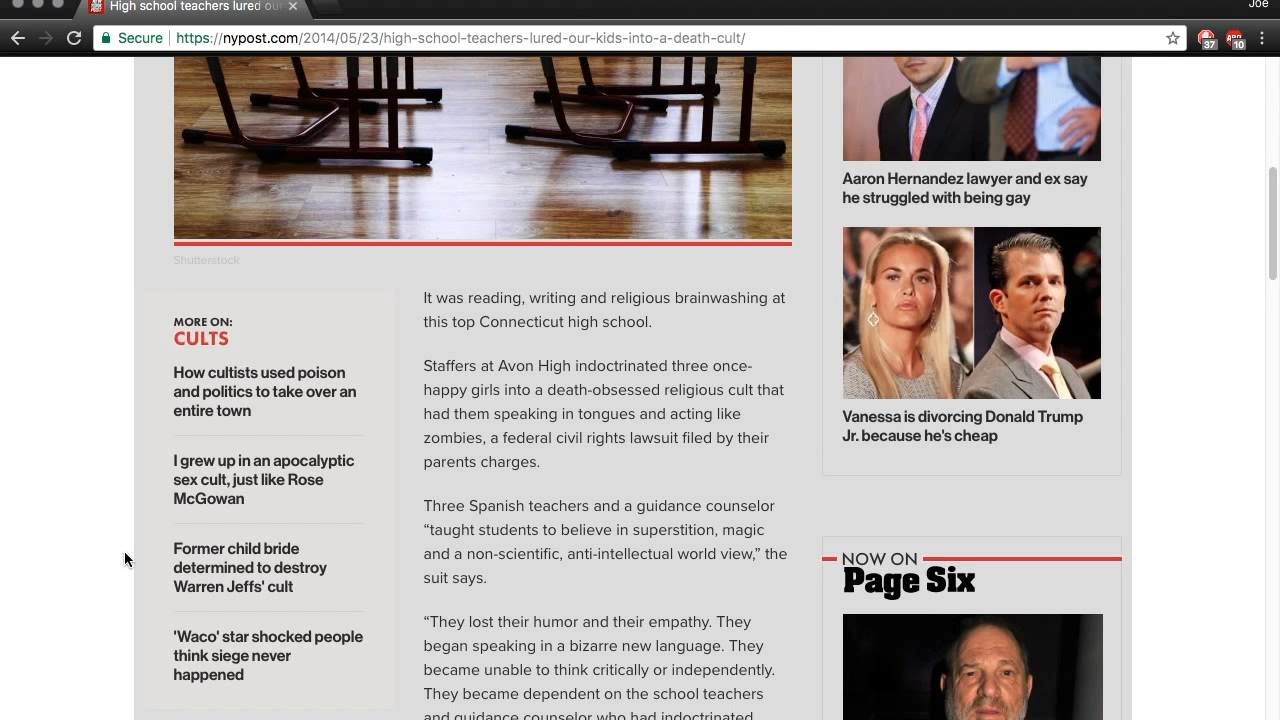 High school teachers lured ou
Joe
Secure
https://nypost.com/2014/05/23/high-school-teachers-lured-our-kids-into-a-death-cult/
37
10
Shutterstock
MORE ON:
CULTS
How cultists used poison
and politics to take over an
entire town
I grew up in an apocalyptic
sex cult, just like Rose
McGowan
Former child bride
determined to destroy
Warren Jeffs' cult
'Waco' star shocked people
think siege never
happened
It was reading, writing and religious brainwashing at
this top Connecticut high school.
Staffers at Avon High indoctrinated three once-
happy girls into a death-obsessed religious cult that
had them speaking in tongues and acting like
zombies, a federal civil rights lawsuit filed by their
parents charges.
Three Spanish teachers and a guidance counselor
“taught students to believe in superstition, magic
and a non-scientific, anti-intellectual world view,” the
suit says.
“They lost their humor and their empathy. They
began speaking in a bizarre new language. They
became unable to think critically or independently.
They became dependent on the school teachers
and guidance counselor who had indoctrinated
Aaron Hernandez lawyer and ex say
he struggled with being gay
Vanessa is divorcing Donald Trump
Jr. because he's cheap
NOW ON
Page Six